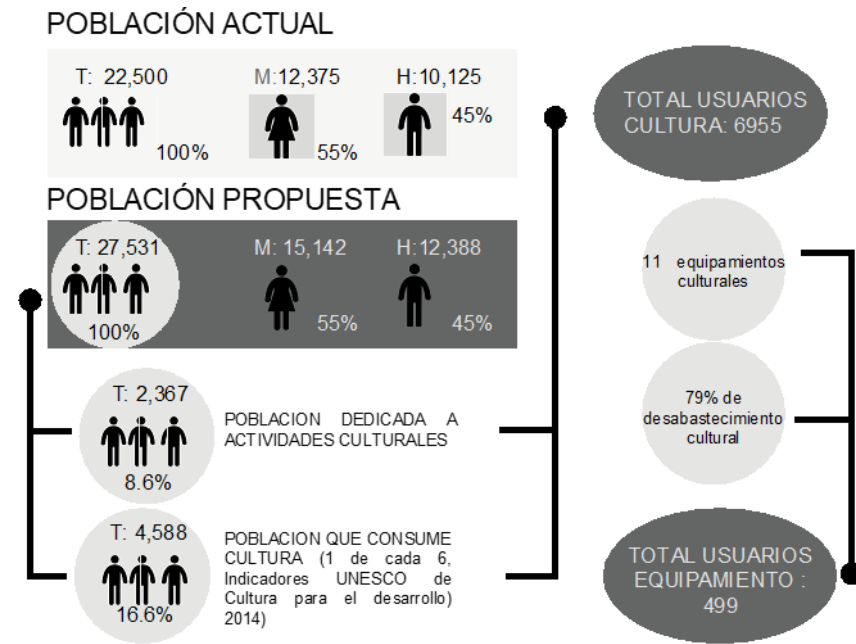 POBLACIÓN ACTUAL
T: 22,500
100%
M:12,375
55%
H:10,125
45%
POBLACIÓN PROPUESTA
T: 27,531
100%
M: 15,142
55%
H:12,388
45%
T: 2,367
8.6%
POBLACION DEDICADA A
ACTIVIDADES CULTURALES
T: 4,588
16.6%
POBLACION QUE CONSUME
CULTURA (1 de cada 6,
Indicadores UNESCO de
Cultura para el desarrollo)
2014)
TOTAL USUARIOS
CULTURA: 6955
11 equipamientos
culturales
79% de
desabastecimiento
cultural
TOTAL USUARIOS
EQUIPAMIENTO :
499